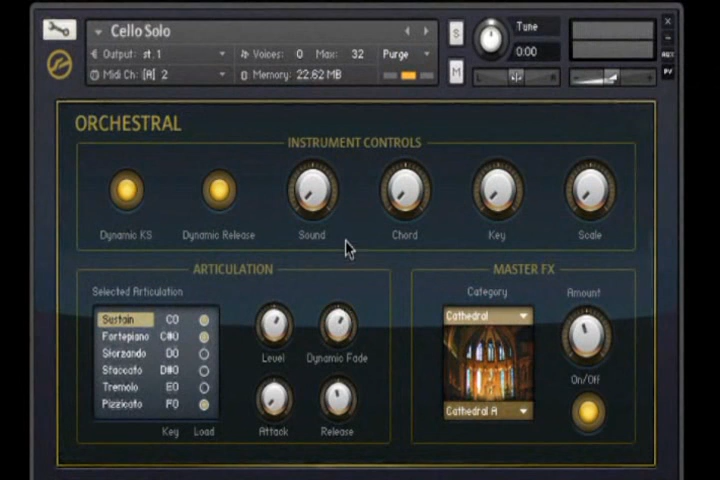 Cello Solo
Output: st.1 Voices: 0 Max: 32 Purge
Midi Ch: [A] 2 Memory: 22.62 MB
S
M
Tune
0.00
L R
- +
x
-
AUX
PV
ORCHESTRAL
INSTRUMENT CONTROLS
Dynamic KS Dynamic Release Sound Chord Key Scale
ARTICULATION
Selected Articulation
Sustain C0
Fortepiano C#0
Sforzando D0
Staccato D#0
Tremolo E0
Pizzicato F0
Key Load
Level Dynamic Fade
Attack Release
MASTER FX
Category Amount
Cathedral
On/Off
Cathedral A